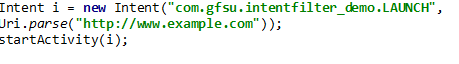 Intent i = new Intent("com.gfsu.intentfilter_demo.LAUNCH",
Uri.parse("http://www.example.com"));
startActivity(i);